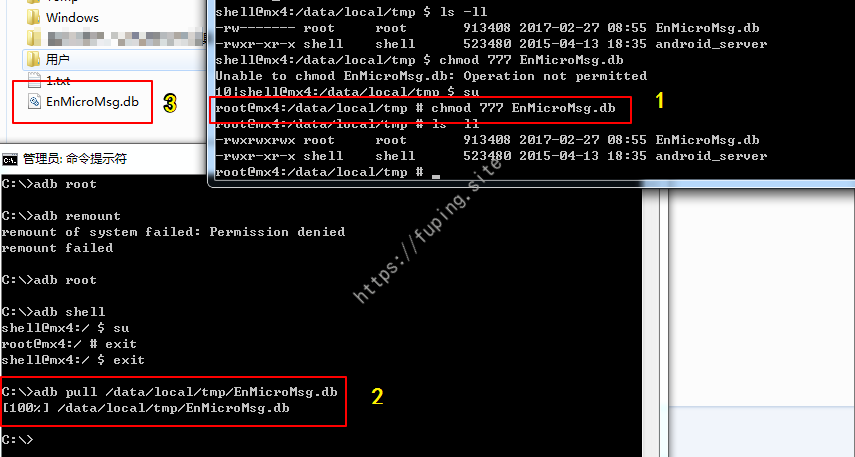 Temp
Windows
用户
1.txt
EnMicroMsg.db
3
shell@mx4:/data/local/tmp $ ls -ll
-rw------- root     root       913408 2017-02-27 08:55 EnMicroMsg.db
-rwxr-xr-x shell    shell      523480 2015-04-13 18:35 android_server
shell@mx4:/data/local/tmp $ chmod 777 EnMicroMsg.db
Unable to chmod EnMicroMsg.db: Operation not permitted
10|shell@mx4:/data/local/tmp $ su
root@mx4:/data/local/tmp # chmod 777 EnMicroMsg.db
1
root@mx4:/data/local/tmp # ls -ll
-rwxrwxrwx root     root       913408 2017-02-27 08:55 EnMicroMsg.db
-rwxr-xr-x shell    shell      523480 2015-04-13 18:35 android_server
root@mx4:/data/local/tmp # _
管理员: 命令提示符
C:\>adb root
C:\>adb remount
remount of system failed: Permission denied
remount failed
C:\>adb root
C:\>adb shell
shell@mx4:/ $ su
root@mx4:/ # exit
shell@mx4:/ $ exit
C:\>adb pull /data/local/tmp/EnMicroMsg.db
[100%] /data/local/tmp/EnMicroMsg.db
2
C:\>
https://fuping.site